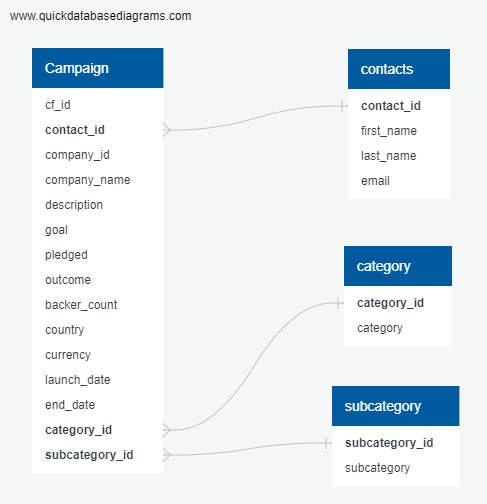 www.quickdatabasediagrams.com
Campaign
cf_id
contact_id
company_id
company_name
description
goal
pledged
outcome
backer_count
country
currency
launch_date
end_date
category_id
subcategory_id
contacts
contact_id
first_name
last_name
email
category
category_id
category
subcategory
subcategory_id
subcategory